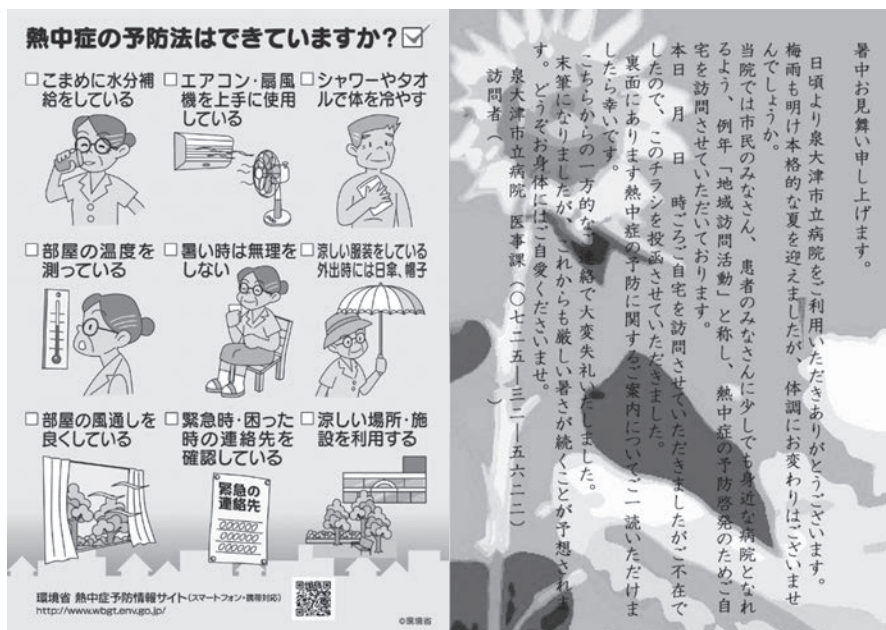 熱中症の予防法はできていますか?
こまめに水分補
給をしている
エアコン・扇風
機を上手に使用
している
シャワーやタオ
ルで体を冷やす
部屋の温度を
測っている
暑い時は無理を
しない
涼しい服装をしている
外出時には日傘、帽子
部屋の風通しを
良くしている
緊急時・困った
時の連絡先を
確認している
涼しい場所・施
設を利用する
緊急の
連絡先
環境省 熱中症予防情報サイト(スマートフォン・携帯対応)
http://www.wbgt.env.go.jp/
©環境省
暑中お見舞い申し上げます。
日頃より泉大津市立病院をご利用いただきありがとうございます。
梅雨も明け本格的な夏を迎えましたが、体調にお変わりはございませ
んでしょうか。
当院では市民のみなさん、患者のみなさんに少しでも身近な病院となれ
るよう、例年「地域訪問活動」と称し、熱中症の予防啓発のためご自
宅を訪問させていただいております。
本日 月 日 時ごろご自宅を訪問させていただきましたがご不在で
したので、このチラシを投函させていただきました。
裏面にあります熱中症の予防に関するご案内についてご一読いただけま
したら幸いです。
こちらからの一方的なご連絡で大変失礼いたしました。
末筆になりましたが、これからも厳しい暑さが続くことが予想されま
す。どうぞお身体にはご自愛くださいませ。
泉大津市立病院 医事課(〇七二五―三二―五六二二)
訪問者( )